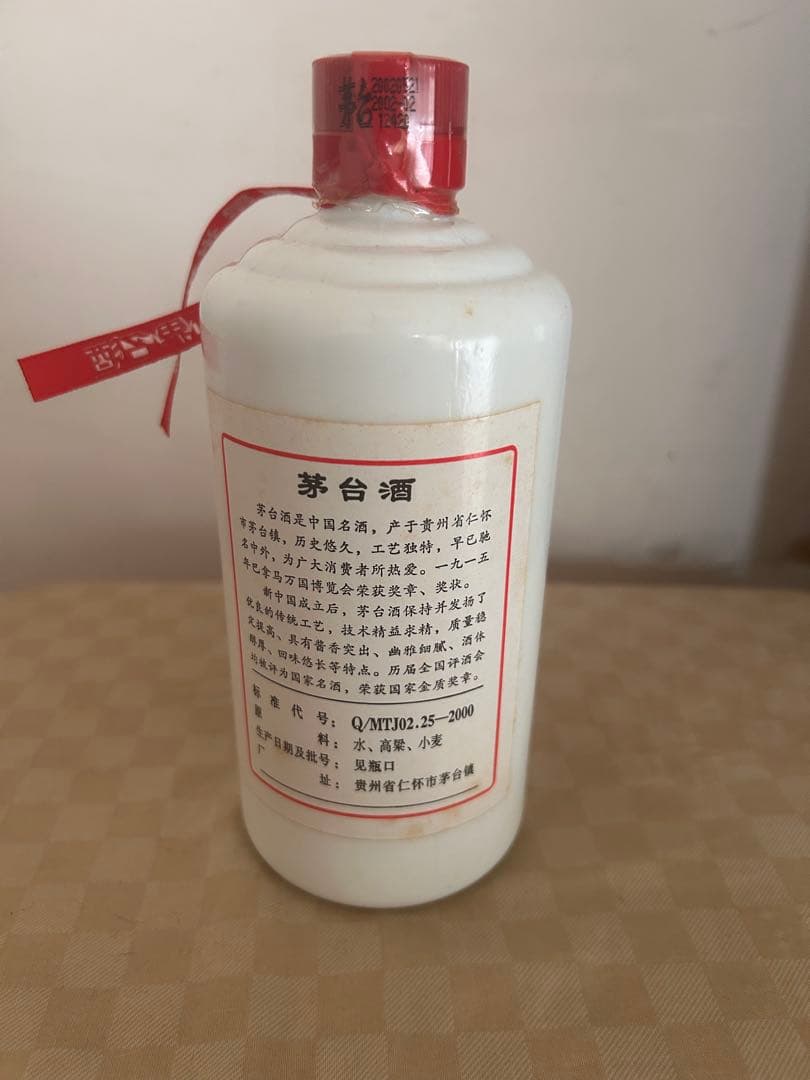 茅台
20020521
2002-02
12420
茅台酒
茅台酒是中国名酒，产于贵州省仁怀
市茅台镇，历史悠久，工艺独特，早已驰
名中外，为广大消费者所热爱。一九一五
年巴拿马万国博览会荣获奖章、奖状。
新中国成立后，茅台酒保持并发扬了
优良的传统工艺，技术精益求精，质量稳
定提高、具有酱香突出、幽雅细腻、酒体
醇厚、回味悠长等特点。历届全国评酒会
均被评为国家名酒，荣获国家金质奖章。
标准代号：Q/MTJ02.25—2000
原料：水、高粱、小麦
生产日期及批号：见瓶口
厂址：贵州省仁怀市茅台镇